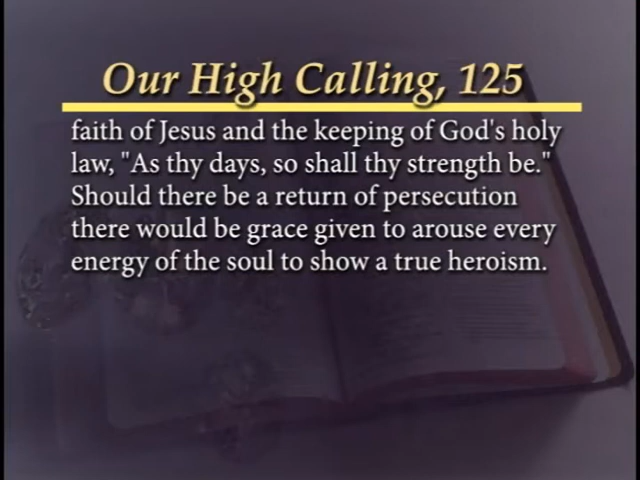 Our High Calling, 125
faith of Jesus and the keeping of God's holy
law, "As thy days, so shall thy strength be."
Should there be a return of persecution
there would be grace given to arouse every
energy of the soul to show a true heroism.